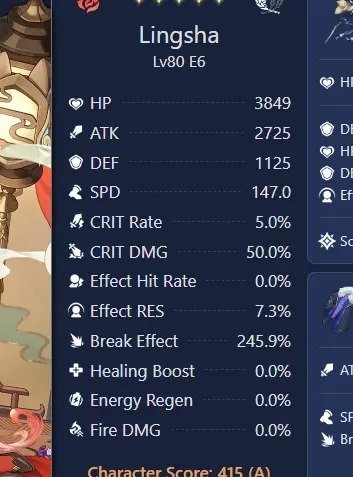 Lingsha
Lv80 E6
HP 3849
ATK 2725
DEF 1125
SPD 147.0
CRIT Rate 5.0%
CRIT DMG 50.0%
Effect Hit Rate 0.0%
Effect RES 7.3%
Break Effect 245.9%
Healing Boost 0.0%
Energy Regen 0.0%
Fire DMG 0.0%
Character Score: 415 (A)